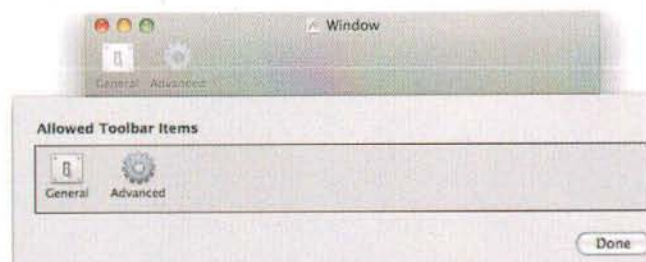 Window
General Advanced
Allowed Toolbar Items
General Advanced
Done